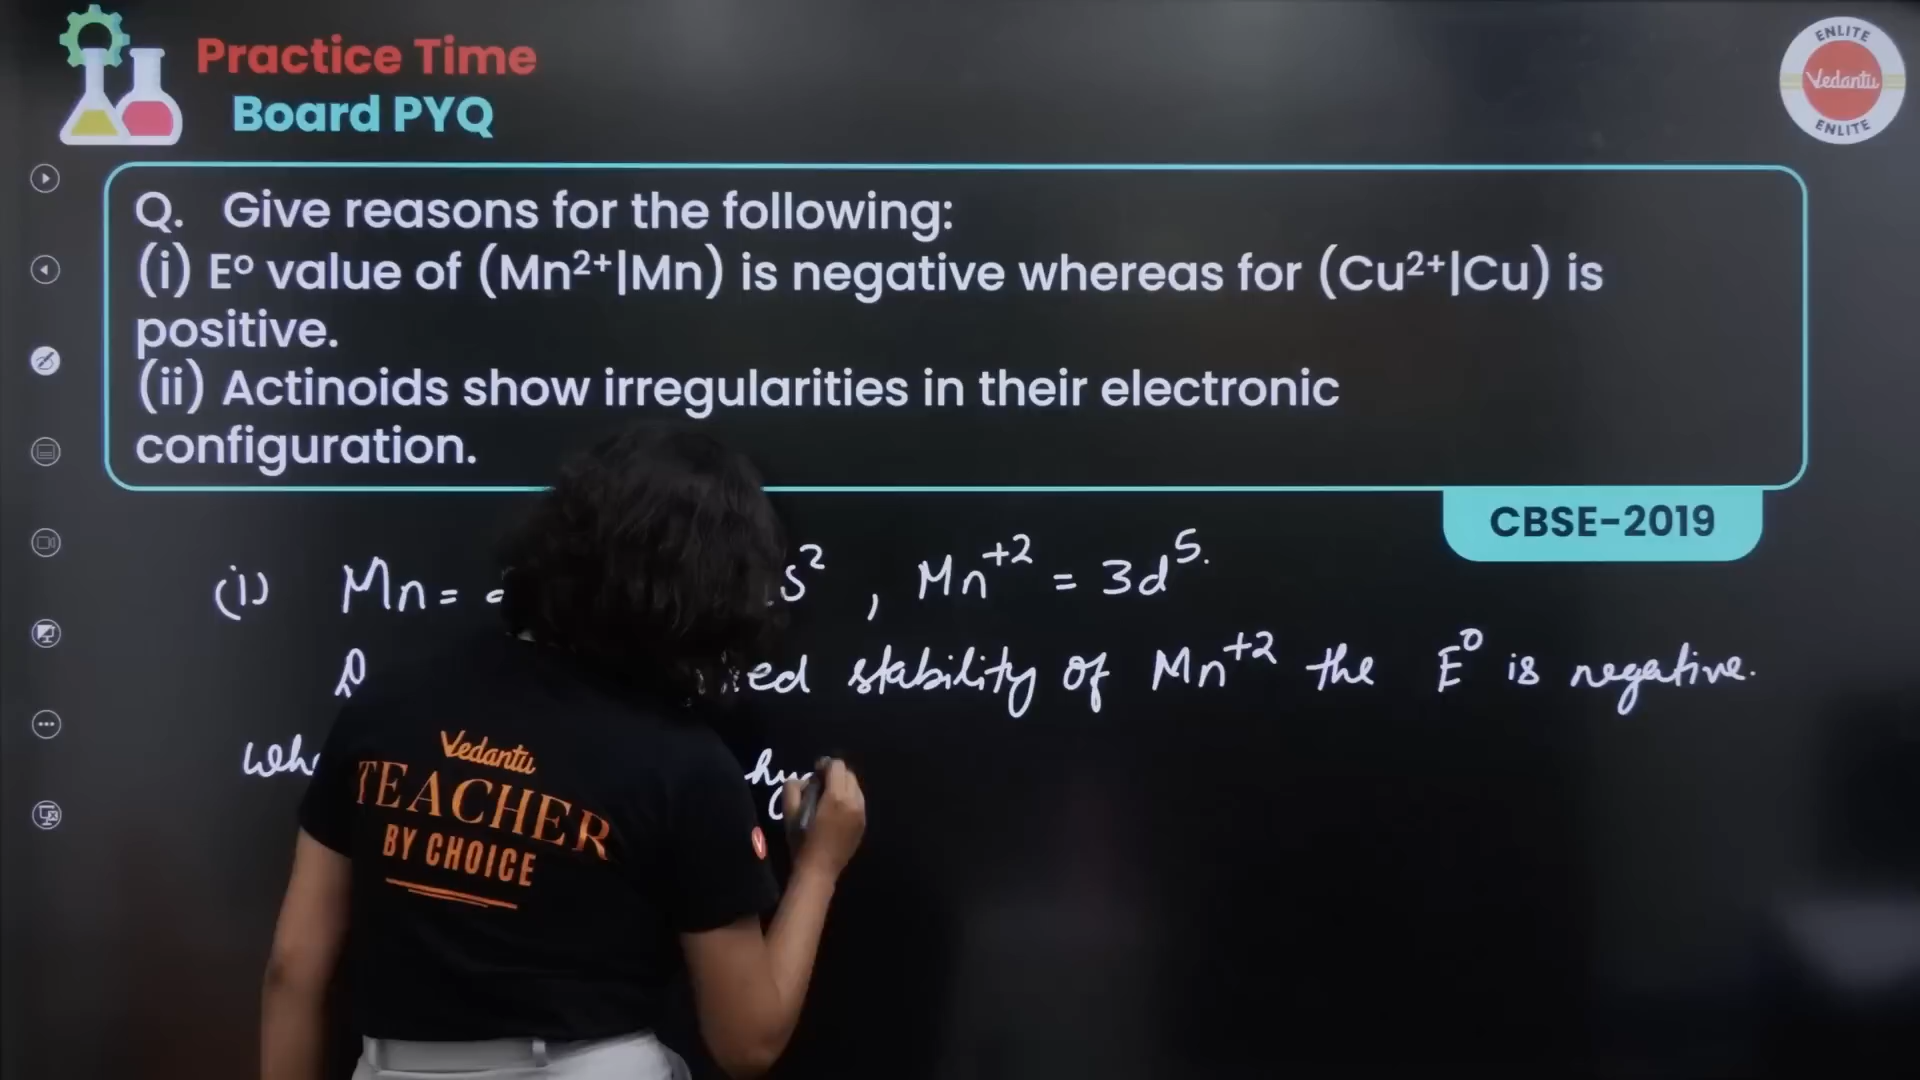 Practice Time
Board PYQ
ENLITE
Vedantu
ENLITE
Q. Give reasons for the following:
(i) E° value of (Mn²⁺|Mn) is negative whereas for (Cu²⁺|Cu) is
positive.
(ii) Actinoids show irregularities in their electronic
configuration.
CBSE-2019
(i) Mn = S² , Mn⁺² = 3d⁵.
stability of Mn⁺² the E° is negative.
Vedantu
TEACHER
BY CHOICE
V